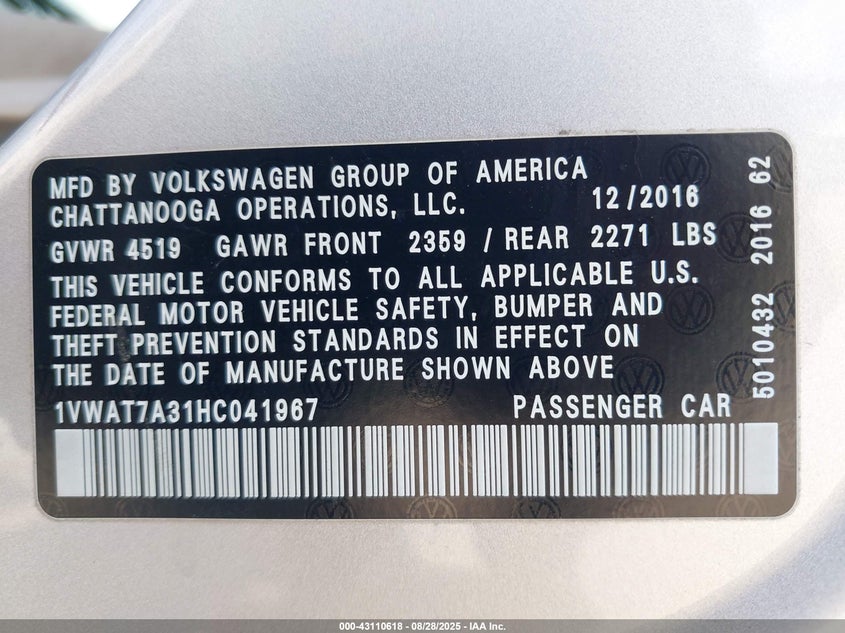 MFD BY VOLKSWAGEN GROUP OF AMERICA
CHATTANOOGA OPERATIONS, LLC. 12/2016
GVWR 4519 GAWR FRONT 2359 / REAR 2271 LBS
THIS VEHICLE CONFORMS TO ALL APPLICABLE U.S.
FEDERAL MOTOR VEHICLE SAFETY, BUMPER AND
THEFT PREVENTION STANDARDS IN EFFECT ON
THE DATE OF MANUFACTURE SHOWN ABOVE
1VWAT7A31HC041967 PASSENGER CAR
5010432 2016 62
000-43110618 - 08/28/2025 - IAA Inc.